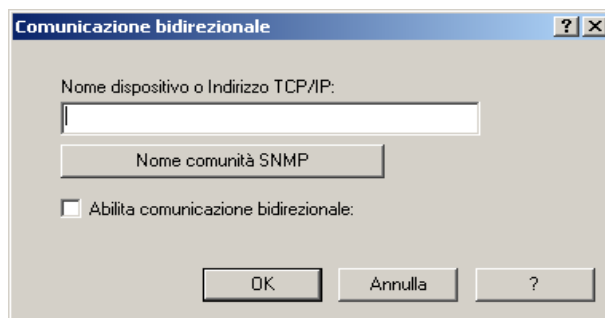 Comunicazione bidirezionale ? X
Nome dispositivo o Indirizzo TCP/IP:
Nome comunità SNMP
Abilita comunicazione bidirezionale:
OK Annulla ?